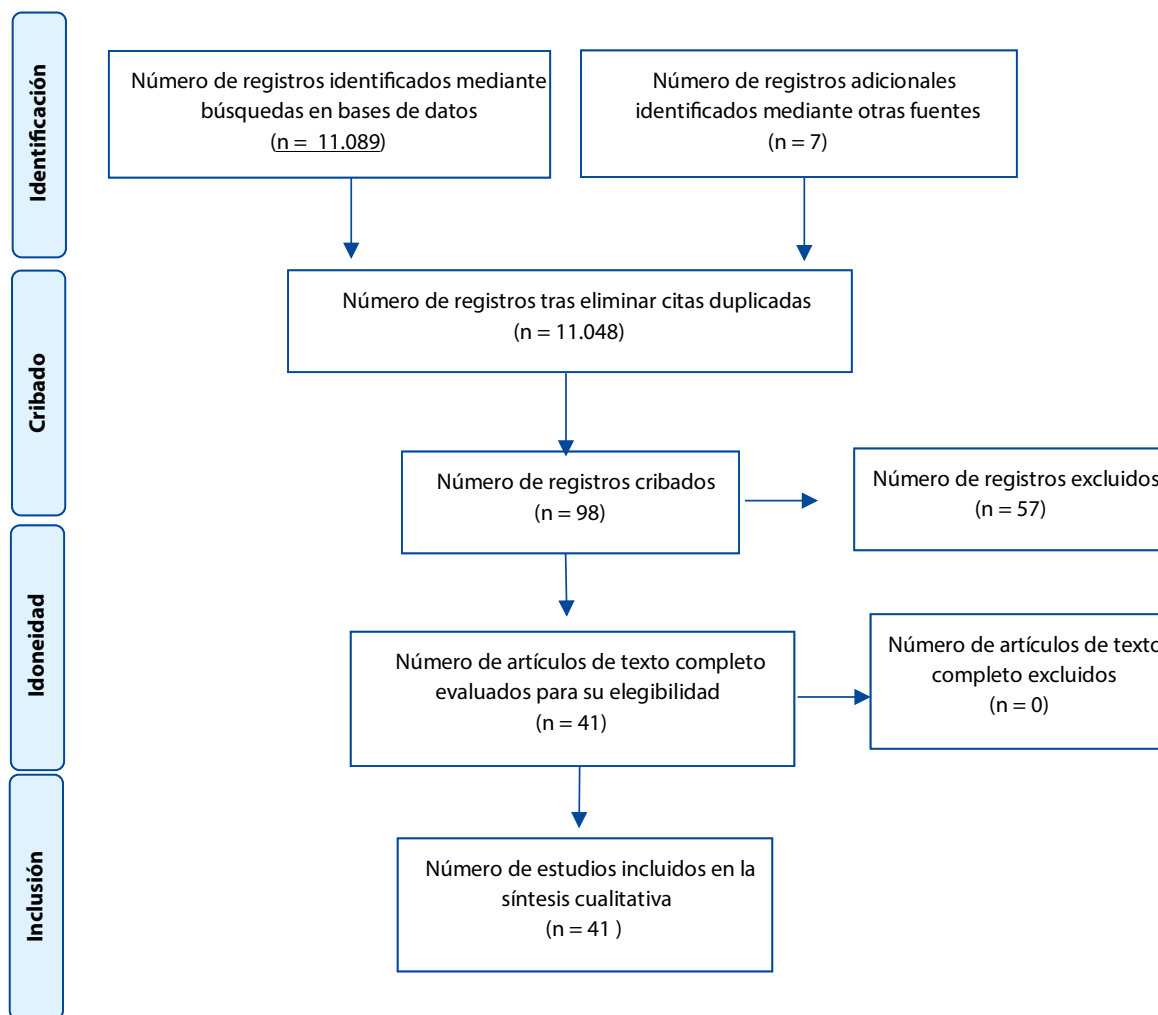 Identificación
Número de registros identificados mediante
búsquedas en bases de datos
(n = 11.089)
Número de registros adicionales
identificados mediante otras fuentes
(n = 7)
Cribado
Número de registros tras eliminar citas duplicadas
(n = 11.048)
Número de registros cribados
(n = 98)
Número de registros excluidos
(n = 57)
Idoneidad
Número de artículos de texto completo
evaluados para su elegibilidad
(n = 41)
Número de artículos de texto
completo excluidos
(n = 0)
Inclusión
Número de estudios incluidos en la
síntesis cualitativa
(n = 41 )